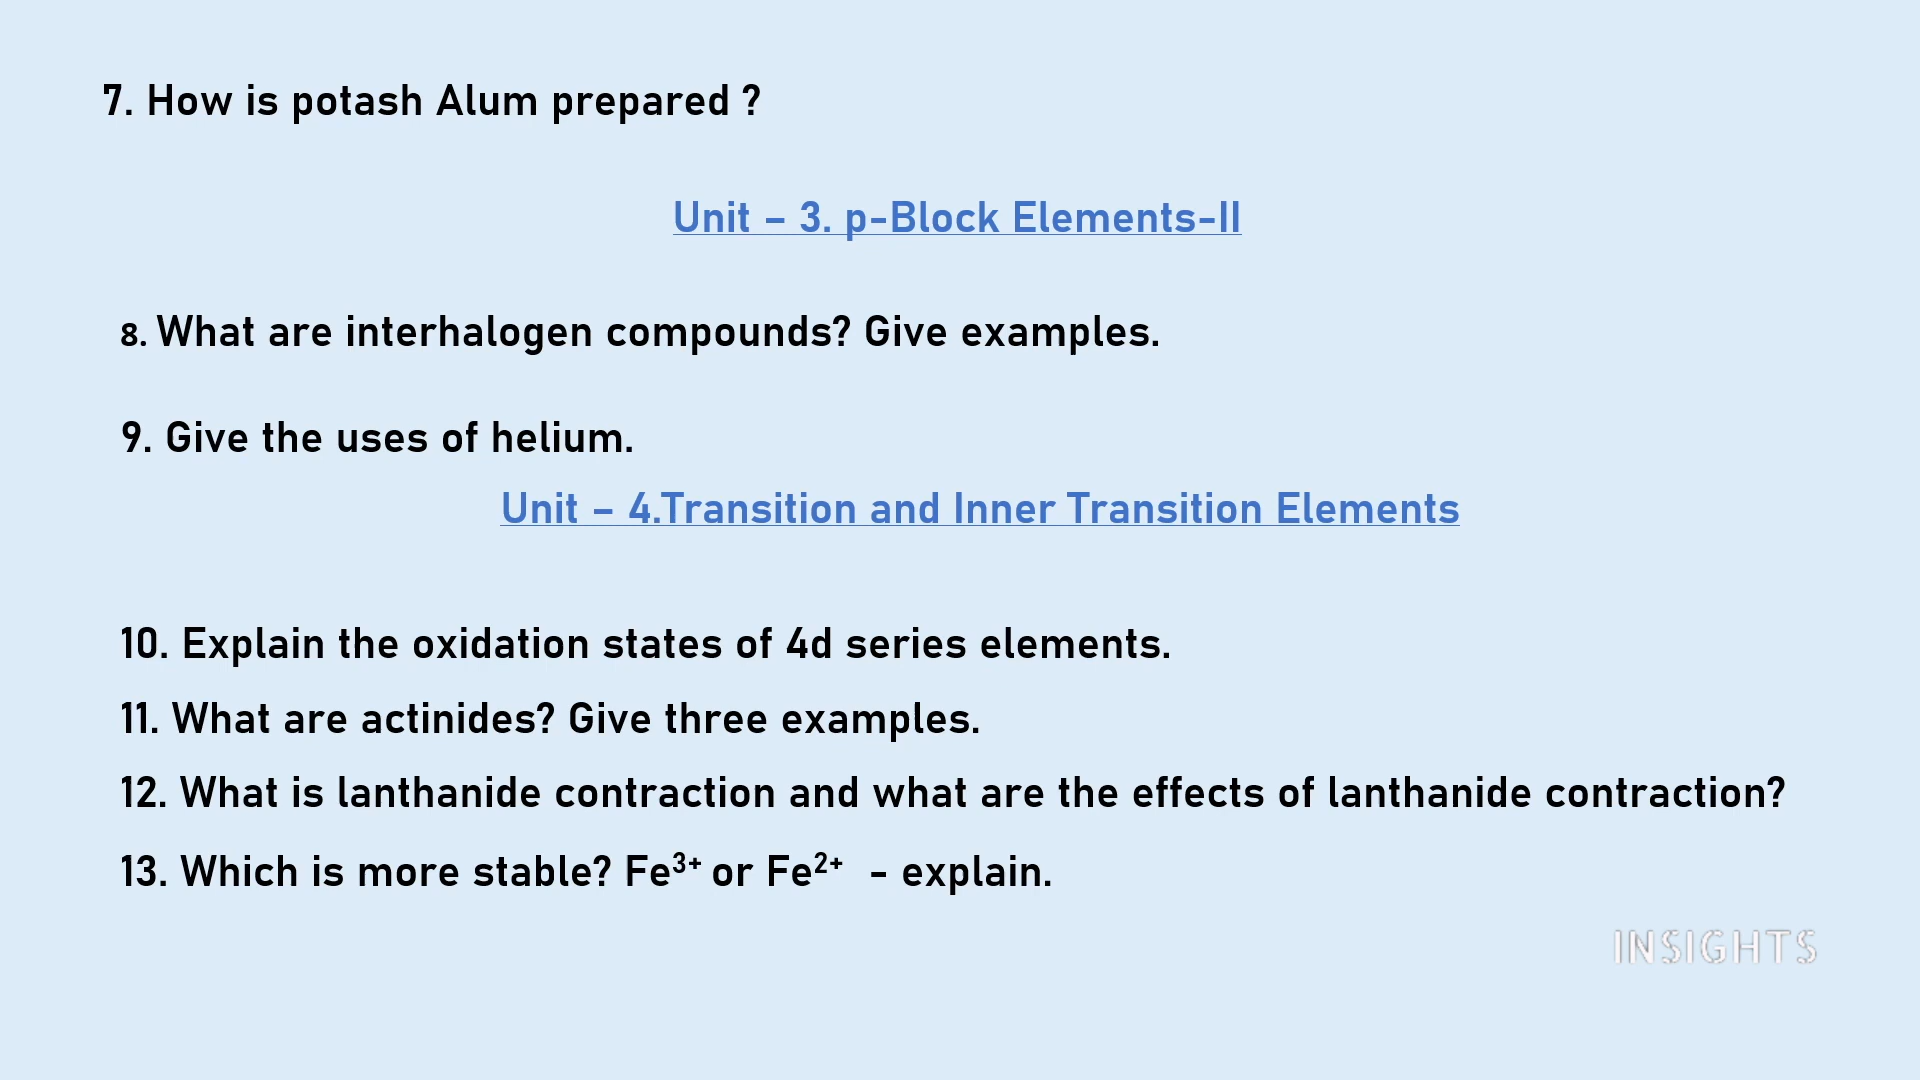 7. How is potash Alum prepared ?
Unit – 3. p-Block Elements-II
8. What are interhalogen compounds? Give examples.
9. Give the uses of helium.
Unit – 4.Transition and Inner Transition Elements
10. Explain the oxidation states of 4d series elements.
11. What are actinides? Give three examples.
12. What is lanthanide contraction and what are the effects of lanthanide contraction?
13. Which is more stable? Fe³⁺ or Fe²⁺ - explain.
INSIGHTS